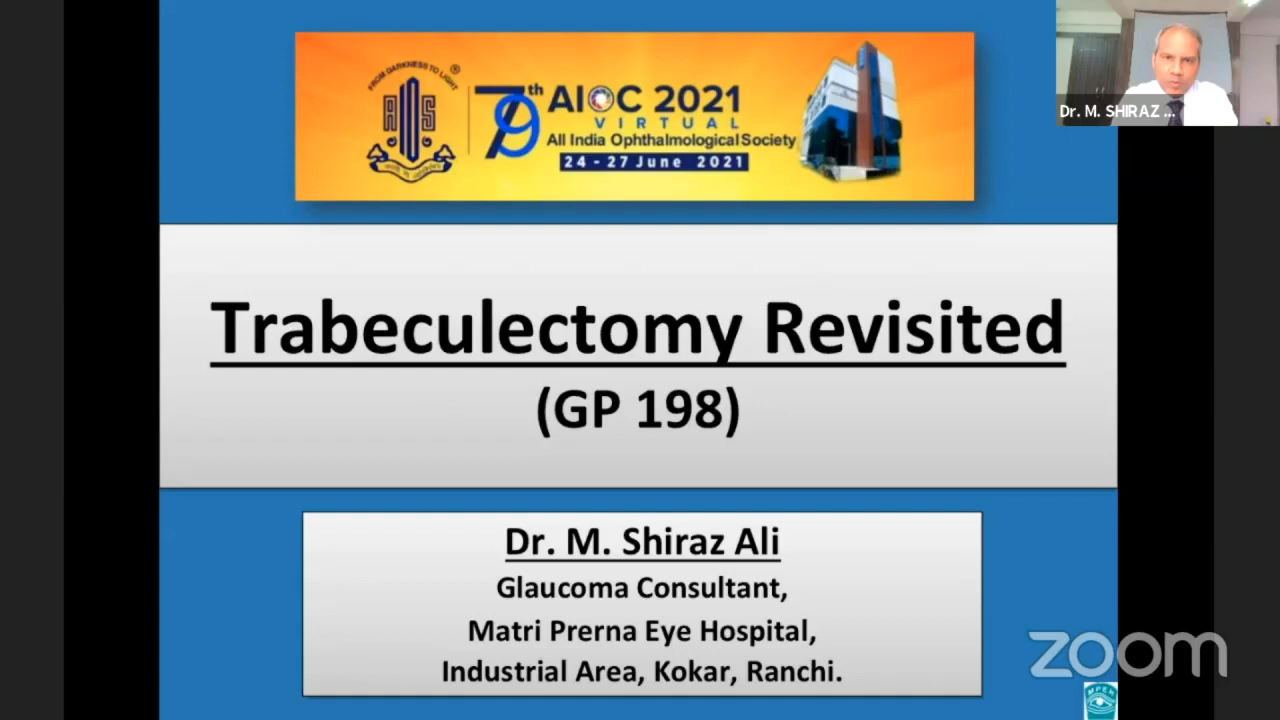 FROM DARKNESS TO LIGHT
®
AIOS
79th AIOC 2021
VIRTUAL
All India Ophthalmological Society
24 - 27 June 2021
Dr. M. SHIRAZ ...
Trabeculectomy Revisited
(GP 198)
Dr. M. Shiraz Ali
Glaucoma Consultant,
Matri Prerna Eye Hospital,
Industrial Area, Kokar, Ranchi.
zoom
MPEH